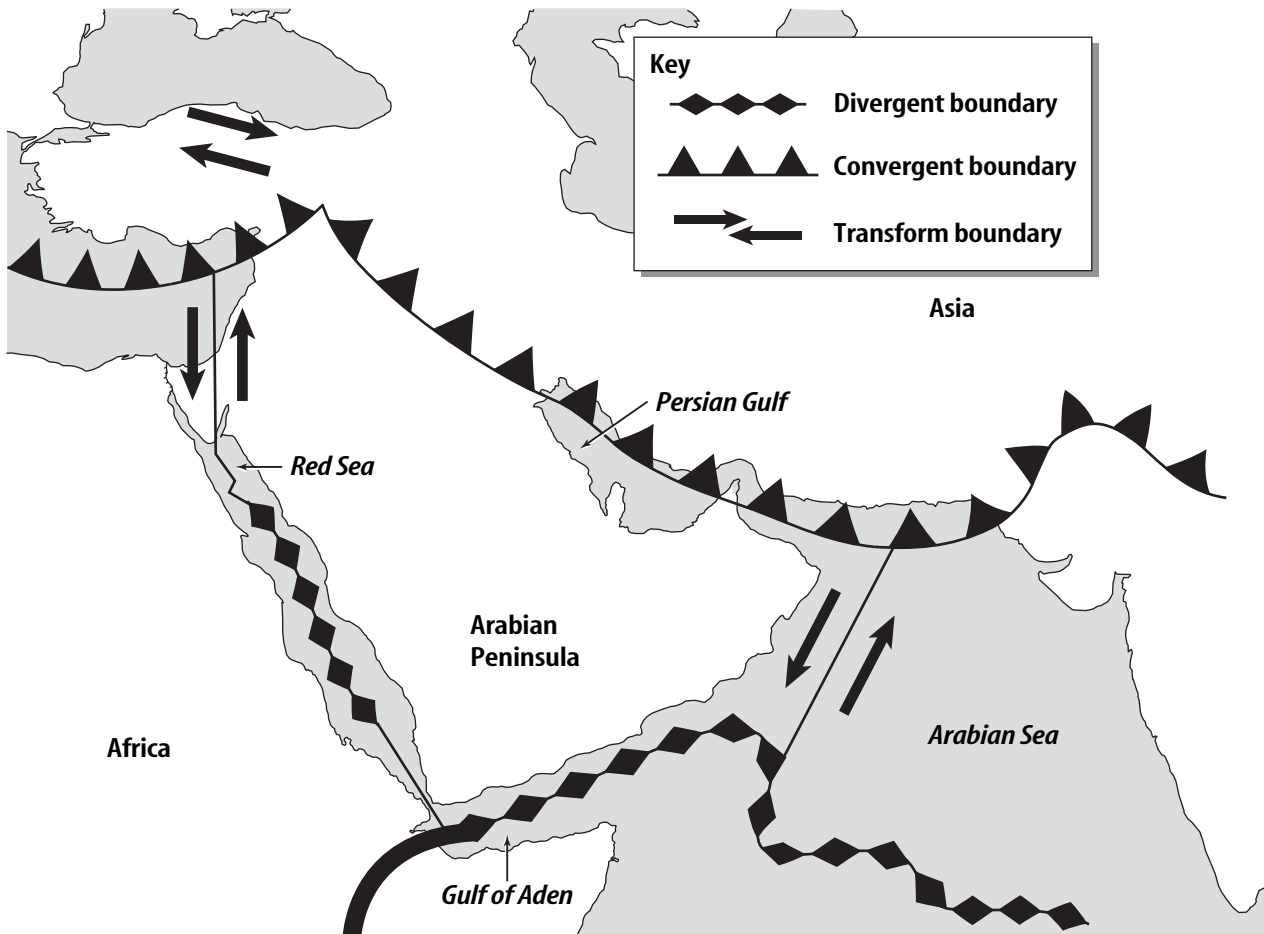 Key
Divergent boundary
Convergent boundary
Transform boundary
Asia
Persian Gulf
Red Sea
Arabian
Peninsula
Africa
Arabian Sea
Gulf of Aden